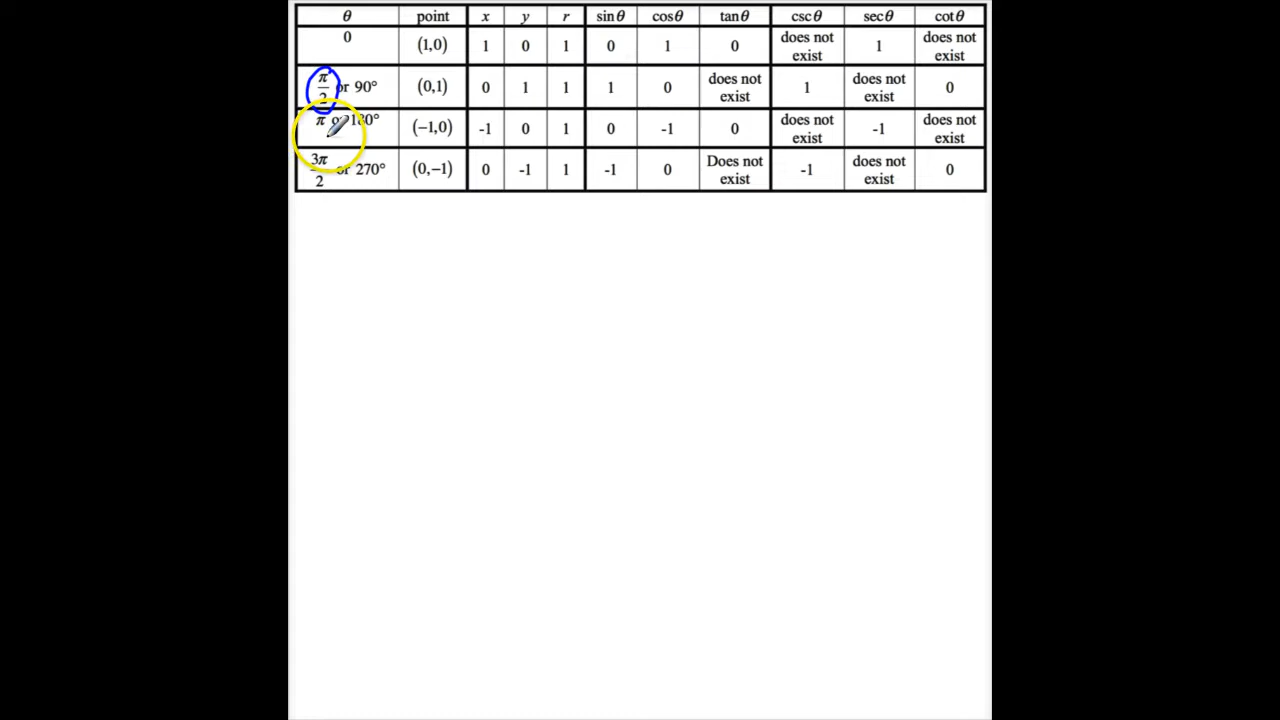 θ point x y r sinθ cosθ tanθ cscθ secθ cotθ
0 (1,0) 1 0 1 0 1 0 does not exist 1 does not exist
π/2 or 90° (0,1) 0 1 1 1 0 does not exist 1 does not exist 0
π or 180° (−1,0) -1 0 1 0 -1 0 does not exist -1 does not exist
3π/2 or 270° (0,−1) 0 -1 1 -1 0 Does not exist -1 does not exist 0